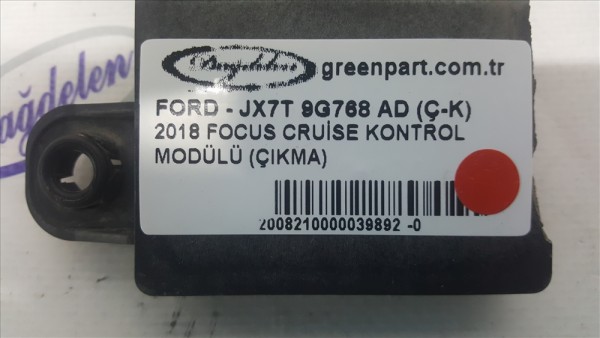 ağdelen
greenpart.com.tr
FORD - JX7T 9G768 AD (Ç-K)
2018 FOCUS CRUİSE KONTROL
MODÜLÜ (ÇIKMA)
2008210000039892 -0